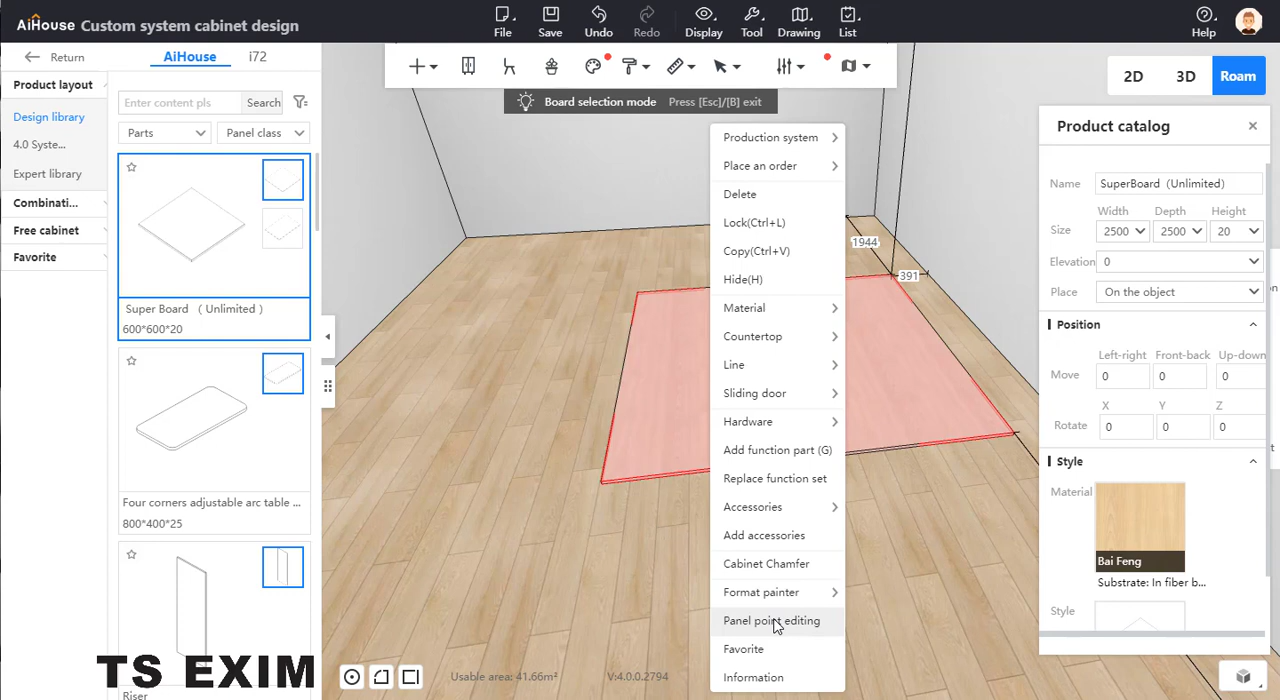 AiHouse Custom system cabinet design
File
Save
Undo
Redo
Display
Tool
Drawing
List
Help
Return
AiHouse
i72
Product layout
Design library
4.0 Syste...
Expert library
Combinati...
Free cabinet
Favorite
Enter content pls
Search
Parts
Panel class
Super Board ( Unlimited )
600*600*20
Four corners adjustable arc table ...
800*400*25
Riser
TS EXIM
Board selection mode Press [Esc]/[B] exit
2D
3D
Roam
Production system
Place an order
Delete
Lock(Ctrl+L)
Copy(Ctrl+V)
Hide(H)
Material
Countertop
Line
Sliding door
Hardware
Add function part (G)
Replace function set
Accessories
Add accessories
Cabinet Chamfer
Format painter
Panel point editing
Favorite
Information
1944
391
Usable area: 41.66m²
V:4.0.0.2794
Product catalog
Name SuperBoard (Unlimited)
Width Depth Height
Size 2500 2500 20
Elevation 0
Place On the object
Position
Left-right Front-back Up-down
Move 0 0 0
X Y Z
Rotate 0 0 0
Style
Material
Bai Feng
Substrate: In fiber b...
Style